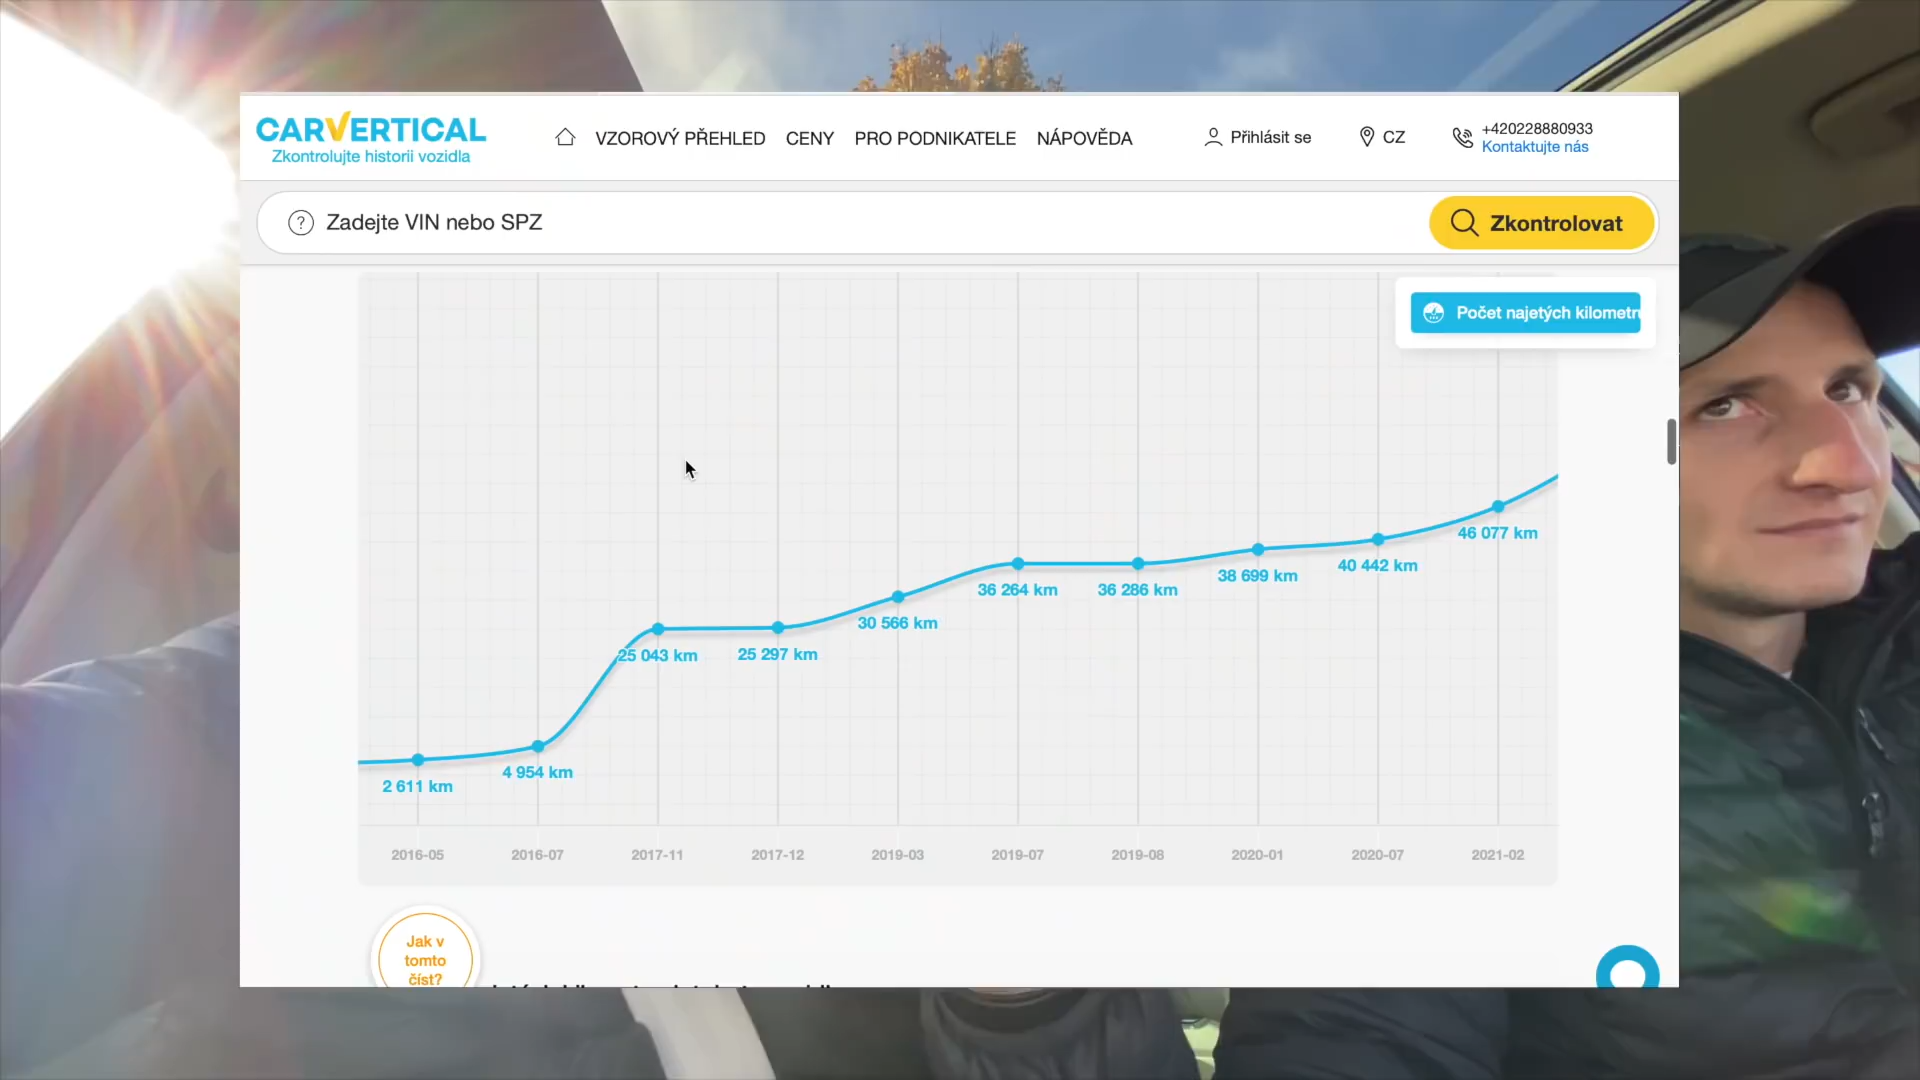 CARVERTICAL
Zkontrolujte historii vozidla
VZOROVÝ PŘEHLED
CENY
PRO PODNIKATELE
NÁPOVĚDA
Přihlásit se
CZ
+420228880933
Kontaktujte nás
? Zadejte VIN nebo SPZ
Zkontrolovat
Počet najetých kilometrů
46 077 km
40 442 km
38 699 km
36 286 km
36 264 km
30 566 km
25 297 km
25 043 km
4 954 km
2 611 km
2016-05
2016-07
2017-11
2017-12
2019-03
2019-07
2019-08
2020-01
2020-07
2021-02
Jak v
tomto
číst?